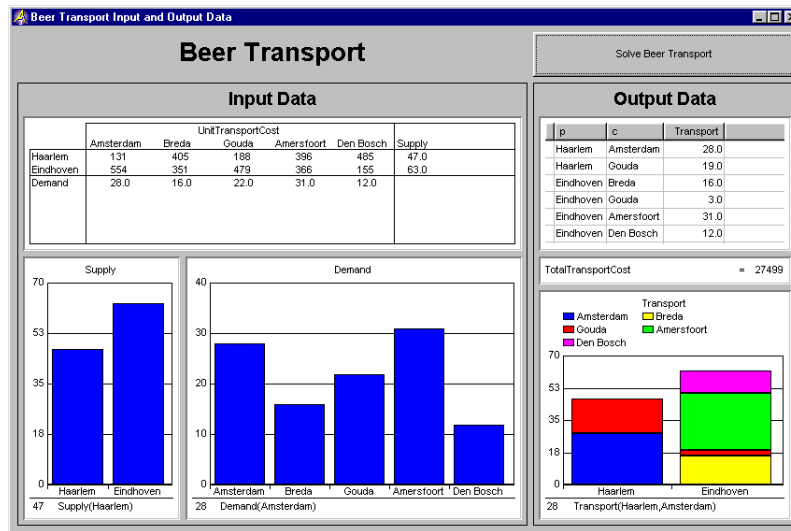 Beer Transport Input and Output Data
Beer Transport
Solve Beer Transport
Input Data
UnitTransportCost
Amsterdam Breda Gouda Amersfoort Den Bosch Supply
Haarlem 131 405 188 396 485 47.0
Eindhoven 554 351 479 366 155 63.0
Demand 28.0 16.0 22.0 31.0 12.0
Supply
70
53
35
18
0
Haarlem Eindhoven
47 Supply(Haarlem)
Demand
40
30
20
10
0
Amsterdam Breda Gouda Amersfoort Den Bosch
28 Demand(Amsterdam)
Output Data
p c Transport
Haarlem Amsterdam 28.0
Haarlem Gouda 19.0
Eindhoven Breda 16.0
Eindhoven Gouda 3.0
Eindhoven Amersfoort 31.0
Eindhoven Den Bosch 12.0
TotalTransportCost = 27499
Transport
Amsterdam Breda
Gouda Amersfoort
Den Bosch
70
53
35
18
0
Haarlem Eindhoven
28 Transport(Haarlem,Amsterdam)